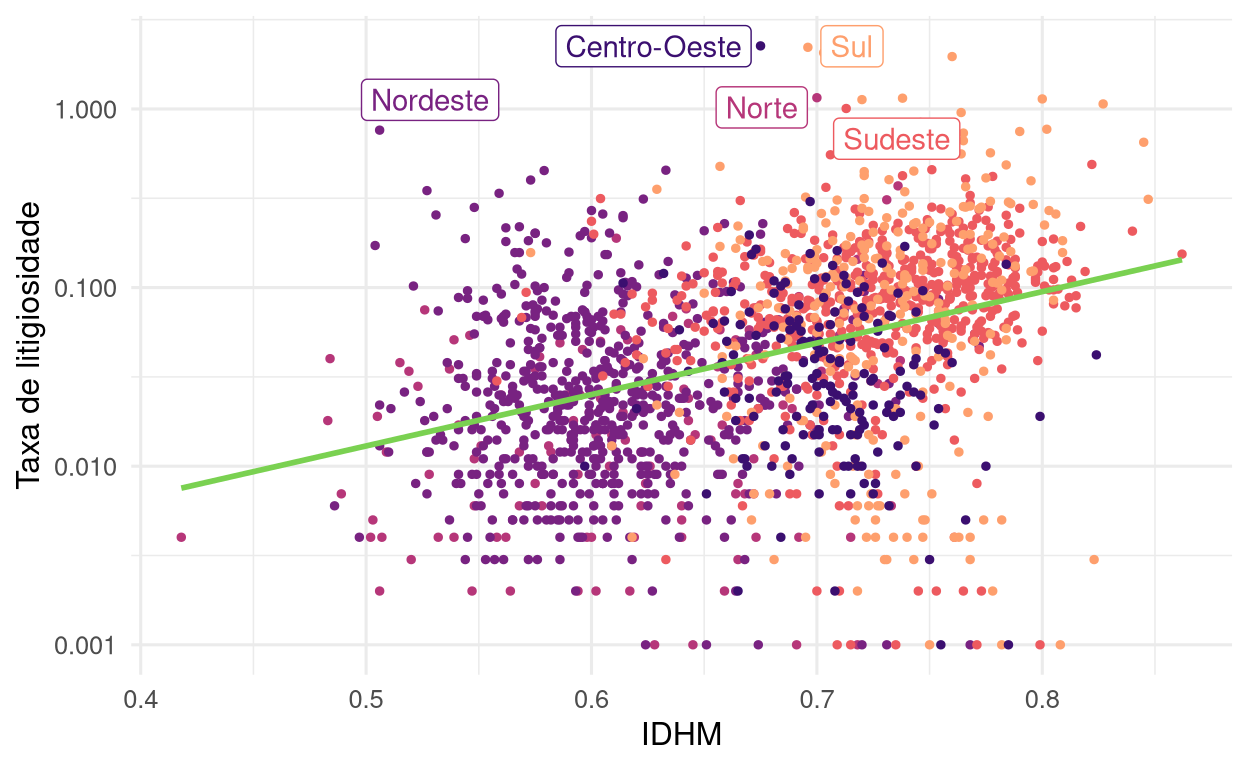 Centro-Oeste
Sul
Nordeste
Norte
Sudeste
1.000
0.100
0.010
0.001
0.4
0.5
0.6
0.7
0.8
IDHM
Taxa de litigiosidade